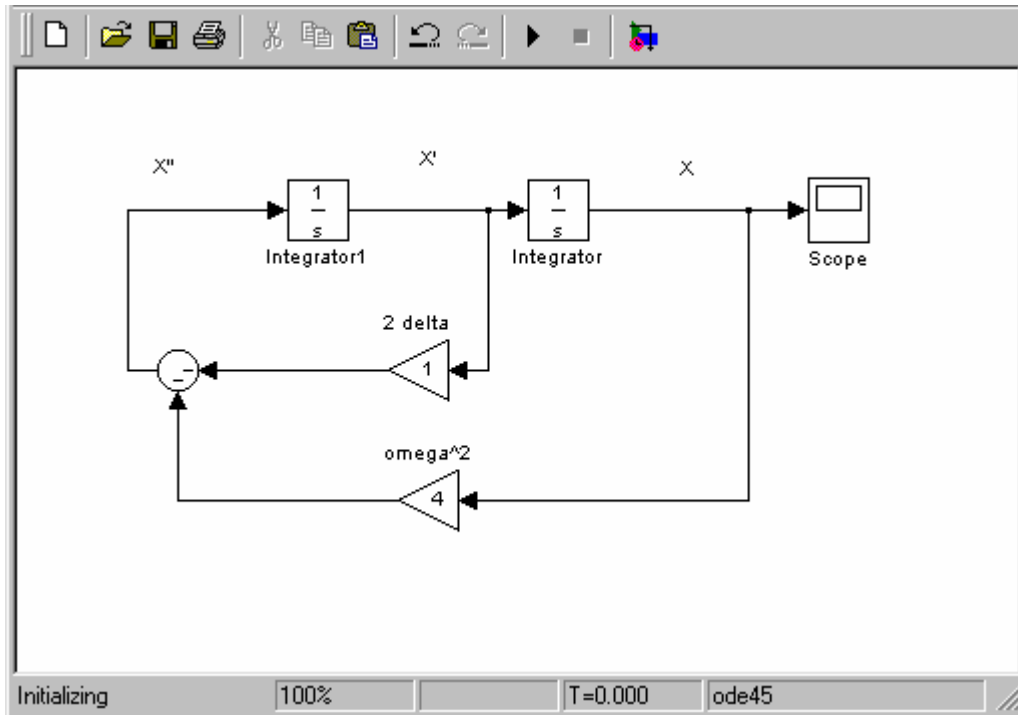 X" X' X
1 1
s s
Integrator1 Integrator Scope
2 delta
1
omega^2
4
Initializing 100% T=0.000 ode45